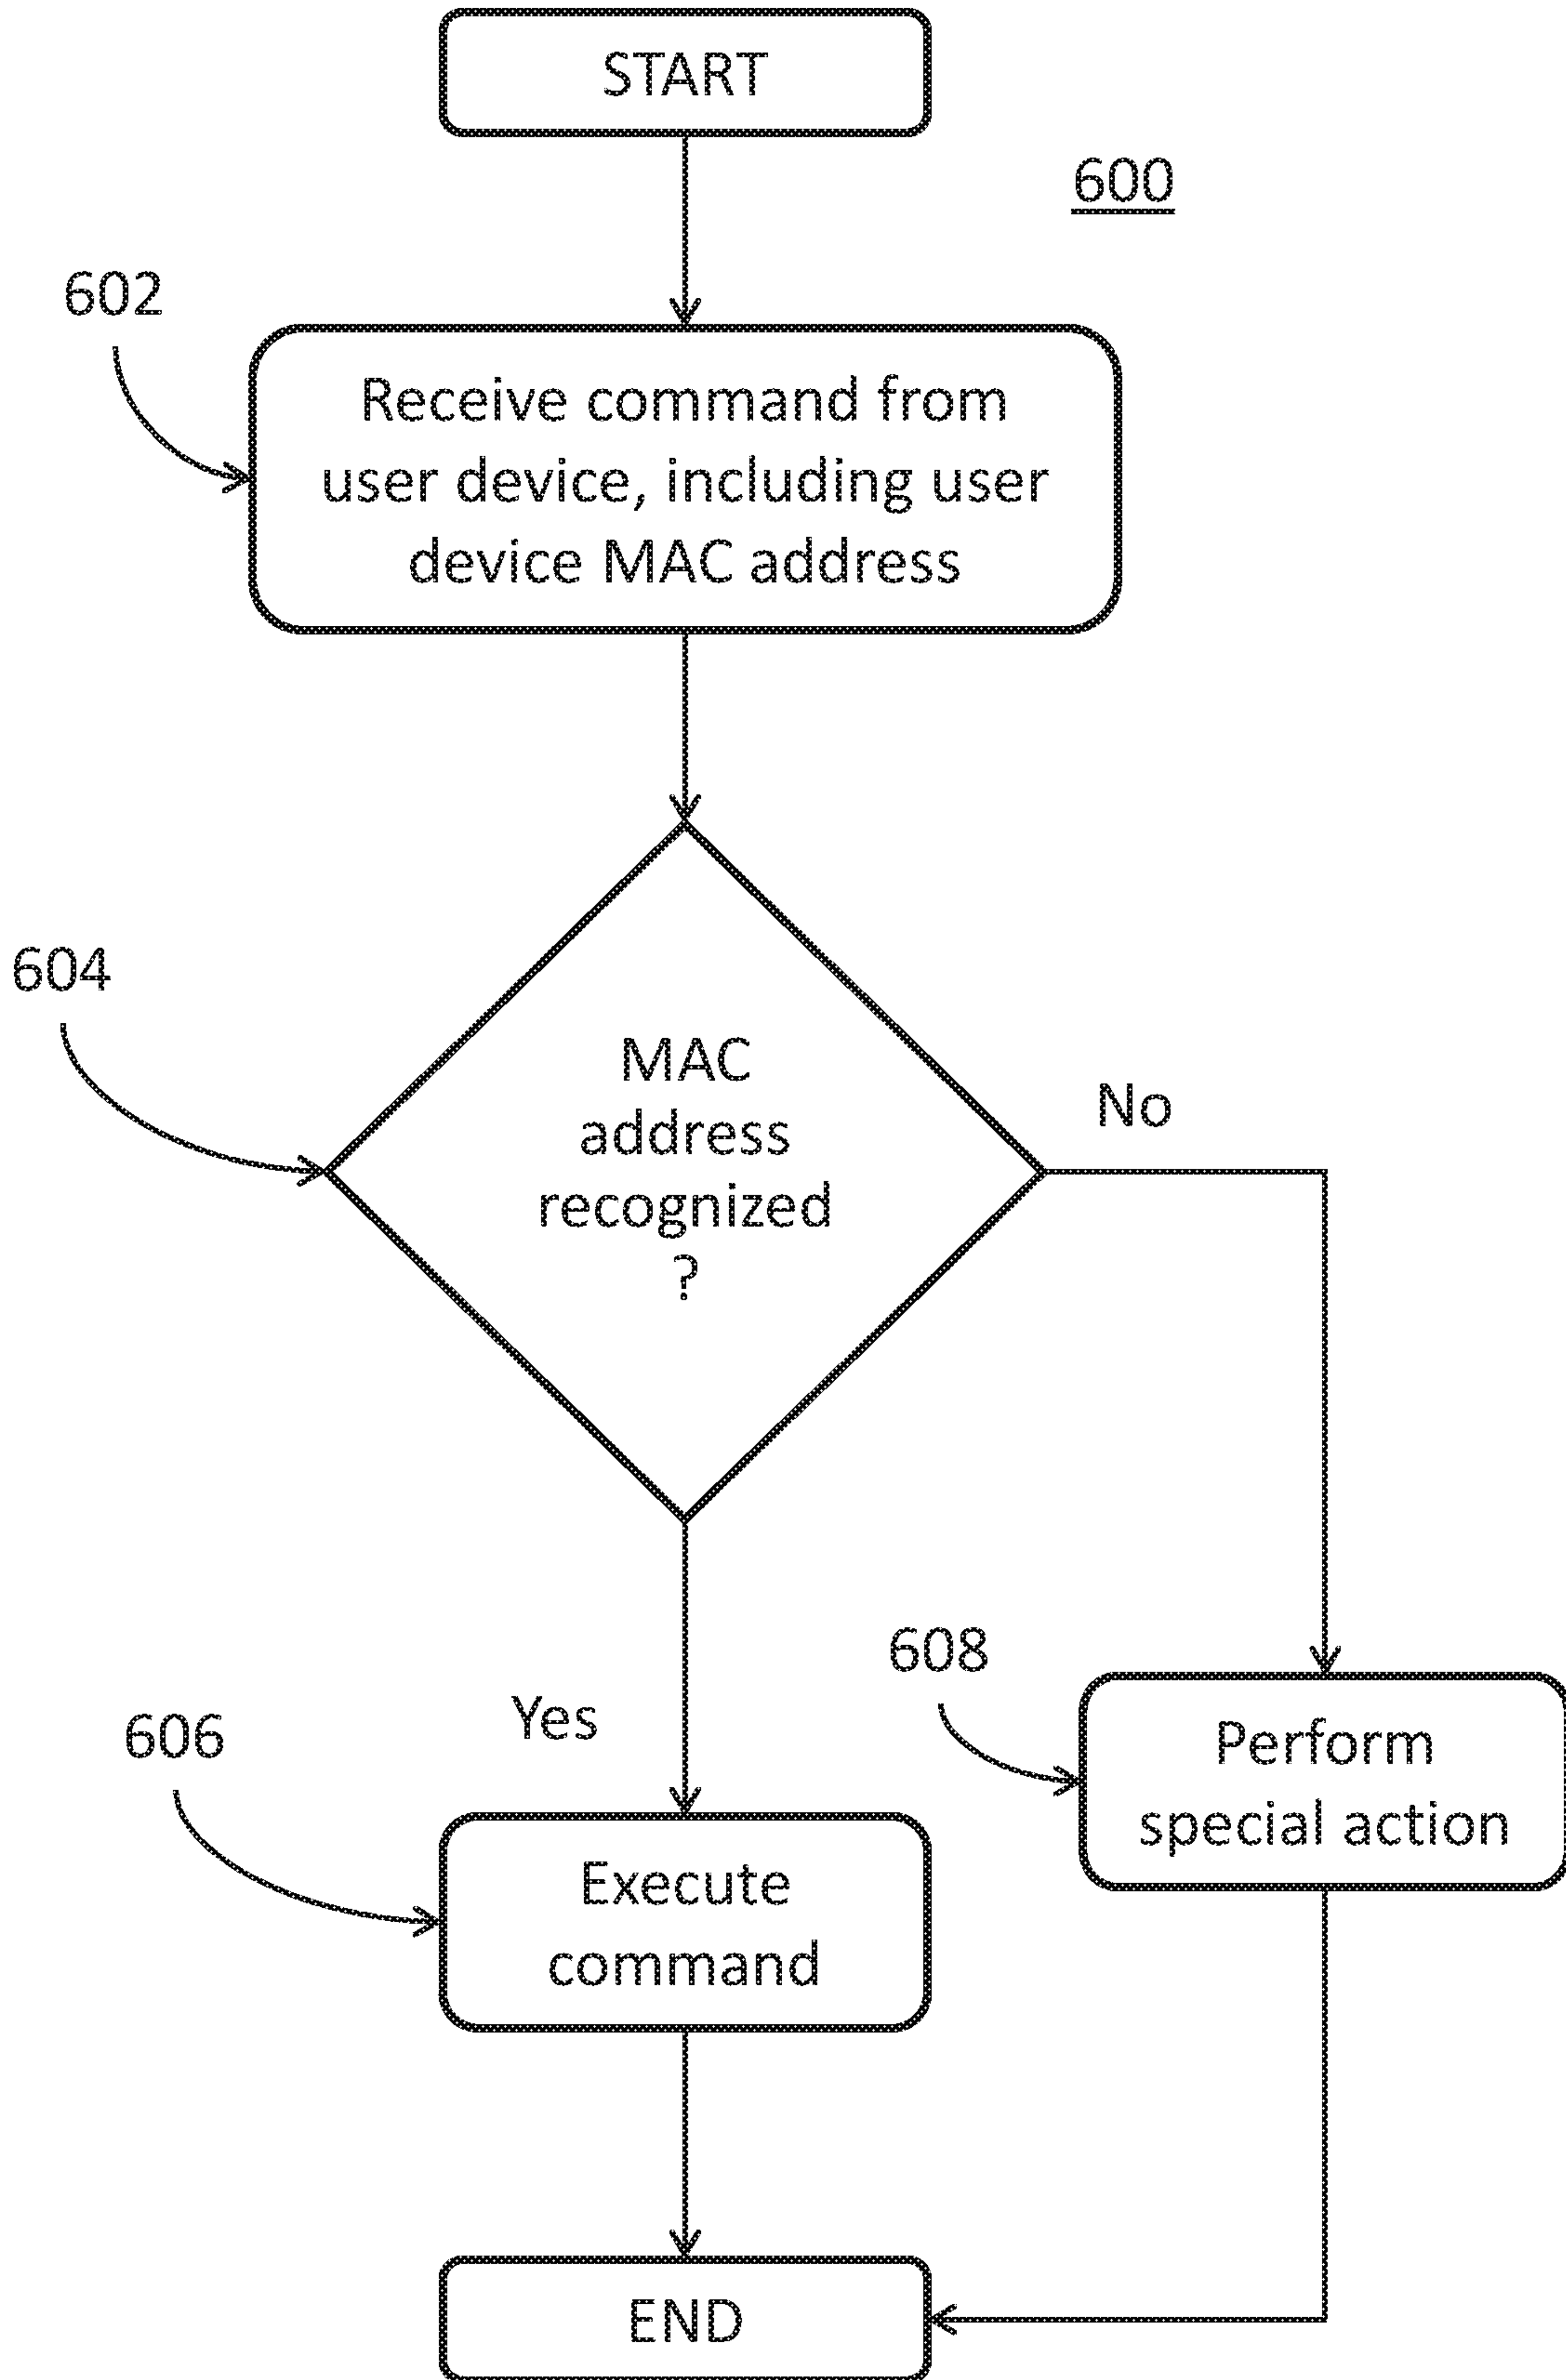 START
600
602
Receive command from
user device, including user
device MAC address
604
MAC
address
recognized
?
No
Yes
608
Perform
special action
606
Execute
command
END